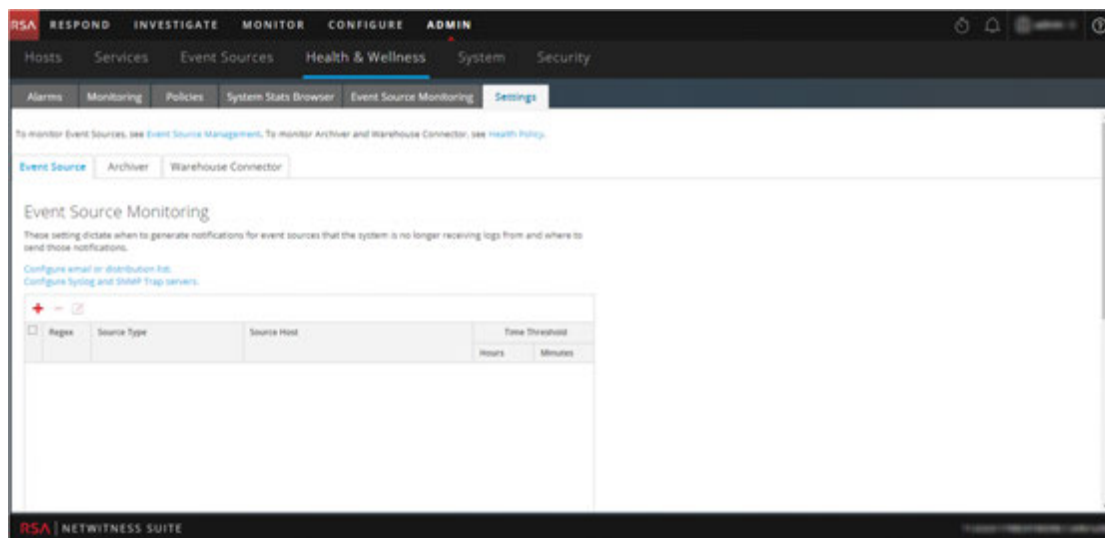 RSA RESPOND INVESTIGATE MONITOR CONFIGURE ADMIN
Hosts Services Event Sources Health & Wellness System Security
Alarms Monitoring Policies System Stats Browser Event Source Monitoring Settings
To monitor Event Sources, see Event Source Management. To monitor Archiver and Warehouse Connector, see Health Policy.
Event Source Archiver Warehouse Connector
Event Source Monitoring
These setting dictate when to generate notifications for event sources that the system is no longer receiving logs from and where to
send those notifications.
Configure email or distribution list.
Configure Syslog and SNMP Trap servers.
Regex Source Type Source Host Time Threshold
Hours Minutes
RSA | NETWITNESS SUITE